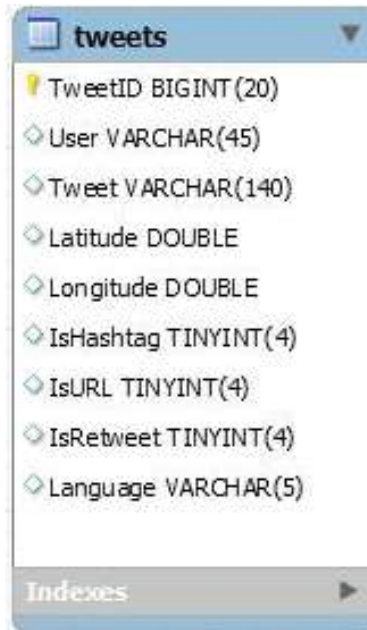 tweets
TweetID BIGINT(20)
User VARCHAR(45)
Tweet VARCHAR(140)
Latitude DOUBLE
Longitude DOUBLE
IsHashtag TINYINT(4)
IsURL TINYINT(4)
IsRetweet TINYINT(4)
Language VARCHAR(5)
Indexes